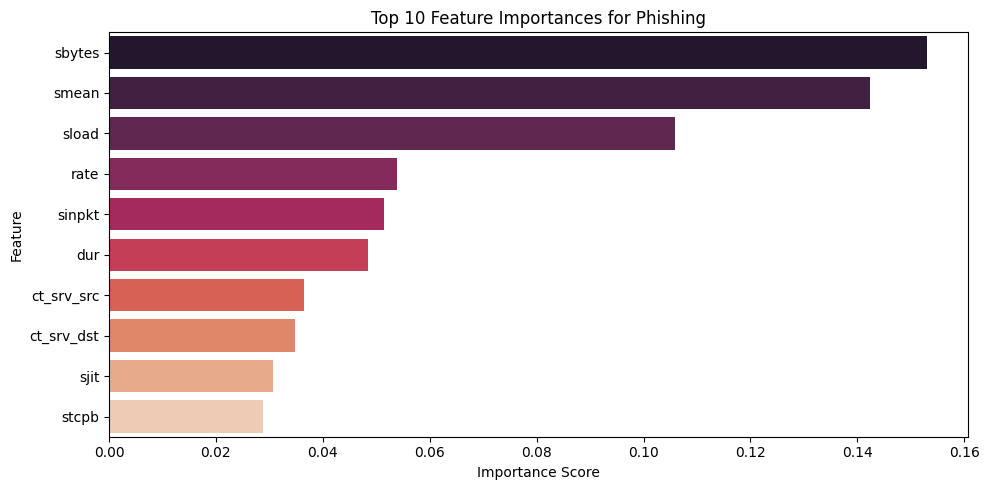 Top 10 Feature Importances for Phishing
sbytes
smean
sload
rate
sinpkt
dur
ct_srv_src
ct_srv_dst
sjit
stcpb
Feature
0.00 0.02 0.04 0.06 0.08 0.10 0.12 0.14 0.16
Importance Score